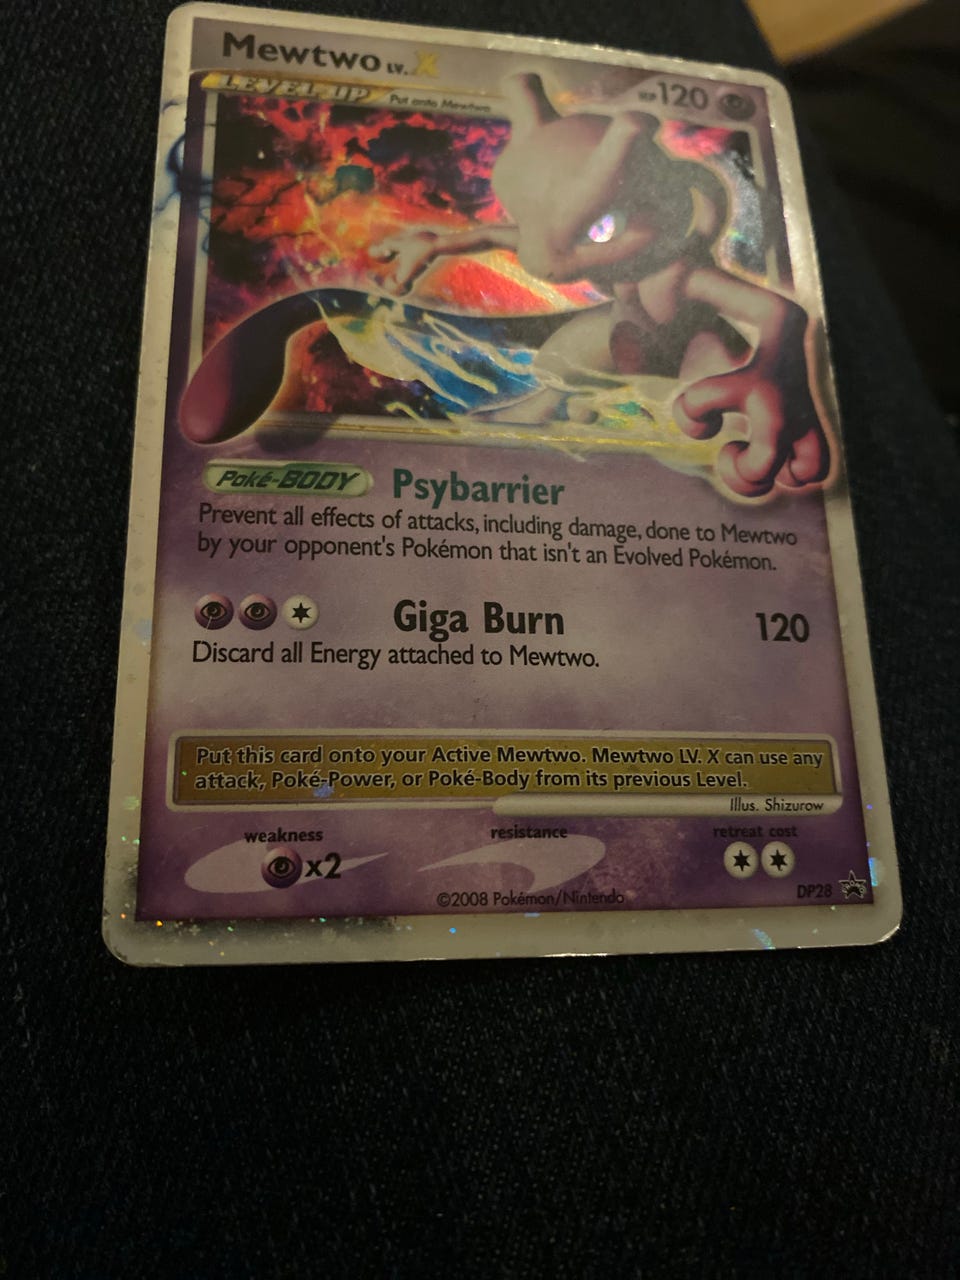 Mewtwo LV. X
HP 120
LEVEL-UP Put onto Mewtwo
Poké-BODY Psybarrier
Prevent all effects of attacks, including damage, done to Mewtwo
by your opponent's Pokémon that isn't an Evolved Pokémon.
Giga Burn 120
Discard all Energy attached to Mewtwo.
Put this card onto your Active Mewtwo. Mewtwo LV. X can use any
attack, Poké-Power, or Poké-Body from its previous Level.
Illus. Shizurow
weakness resistance retreat cost
x2
©2008 Pokémon/Nintendo
DP28